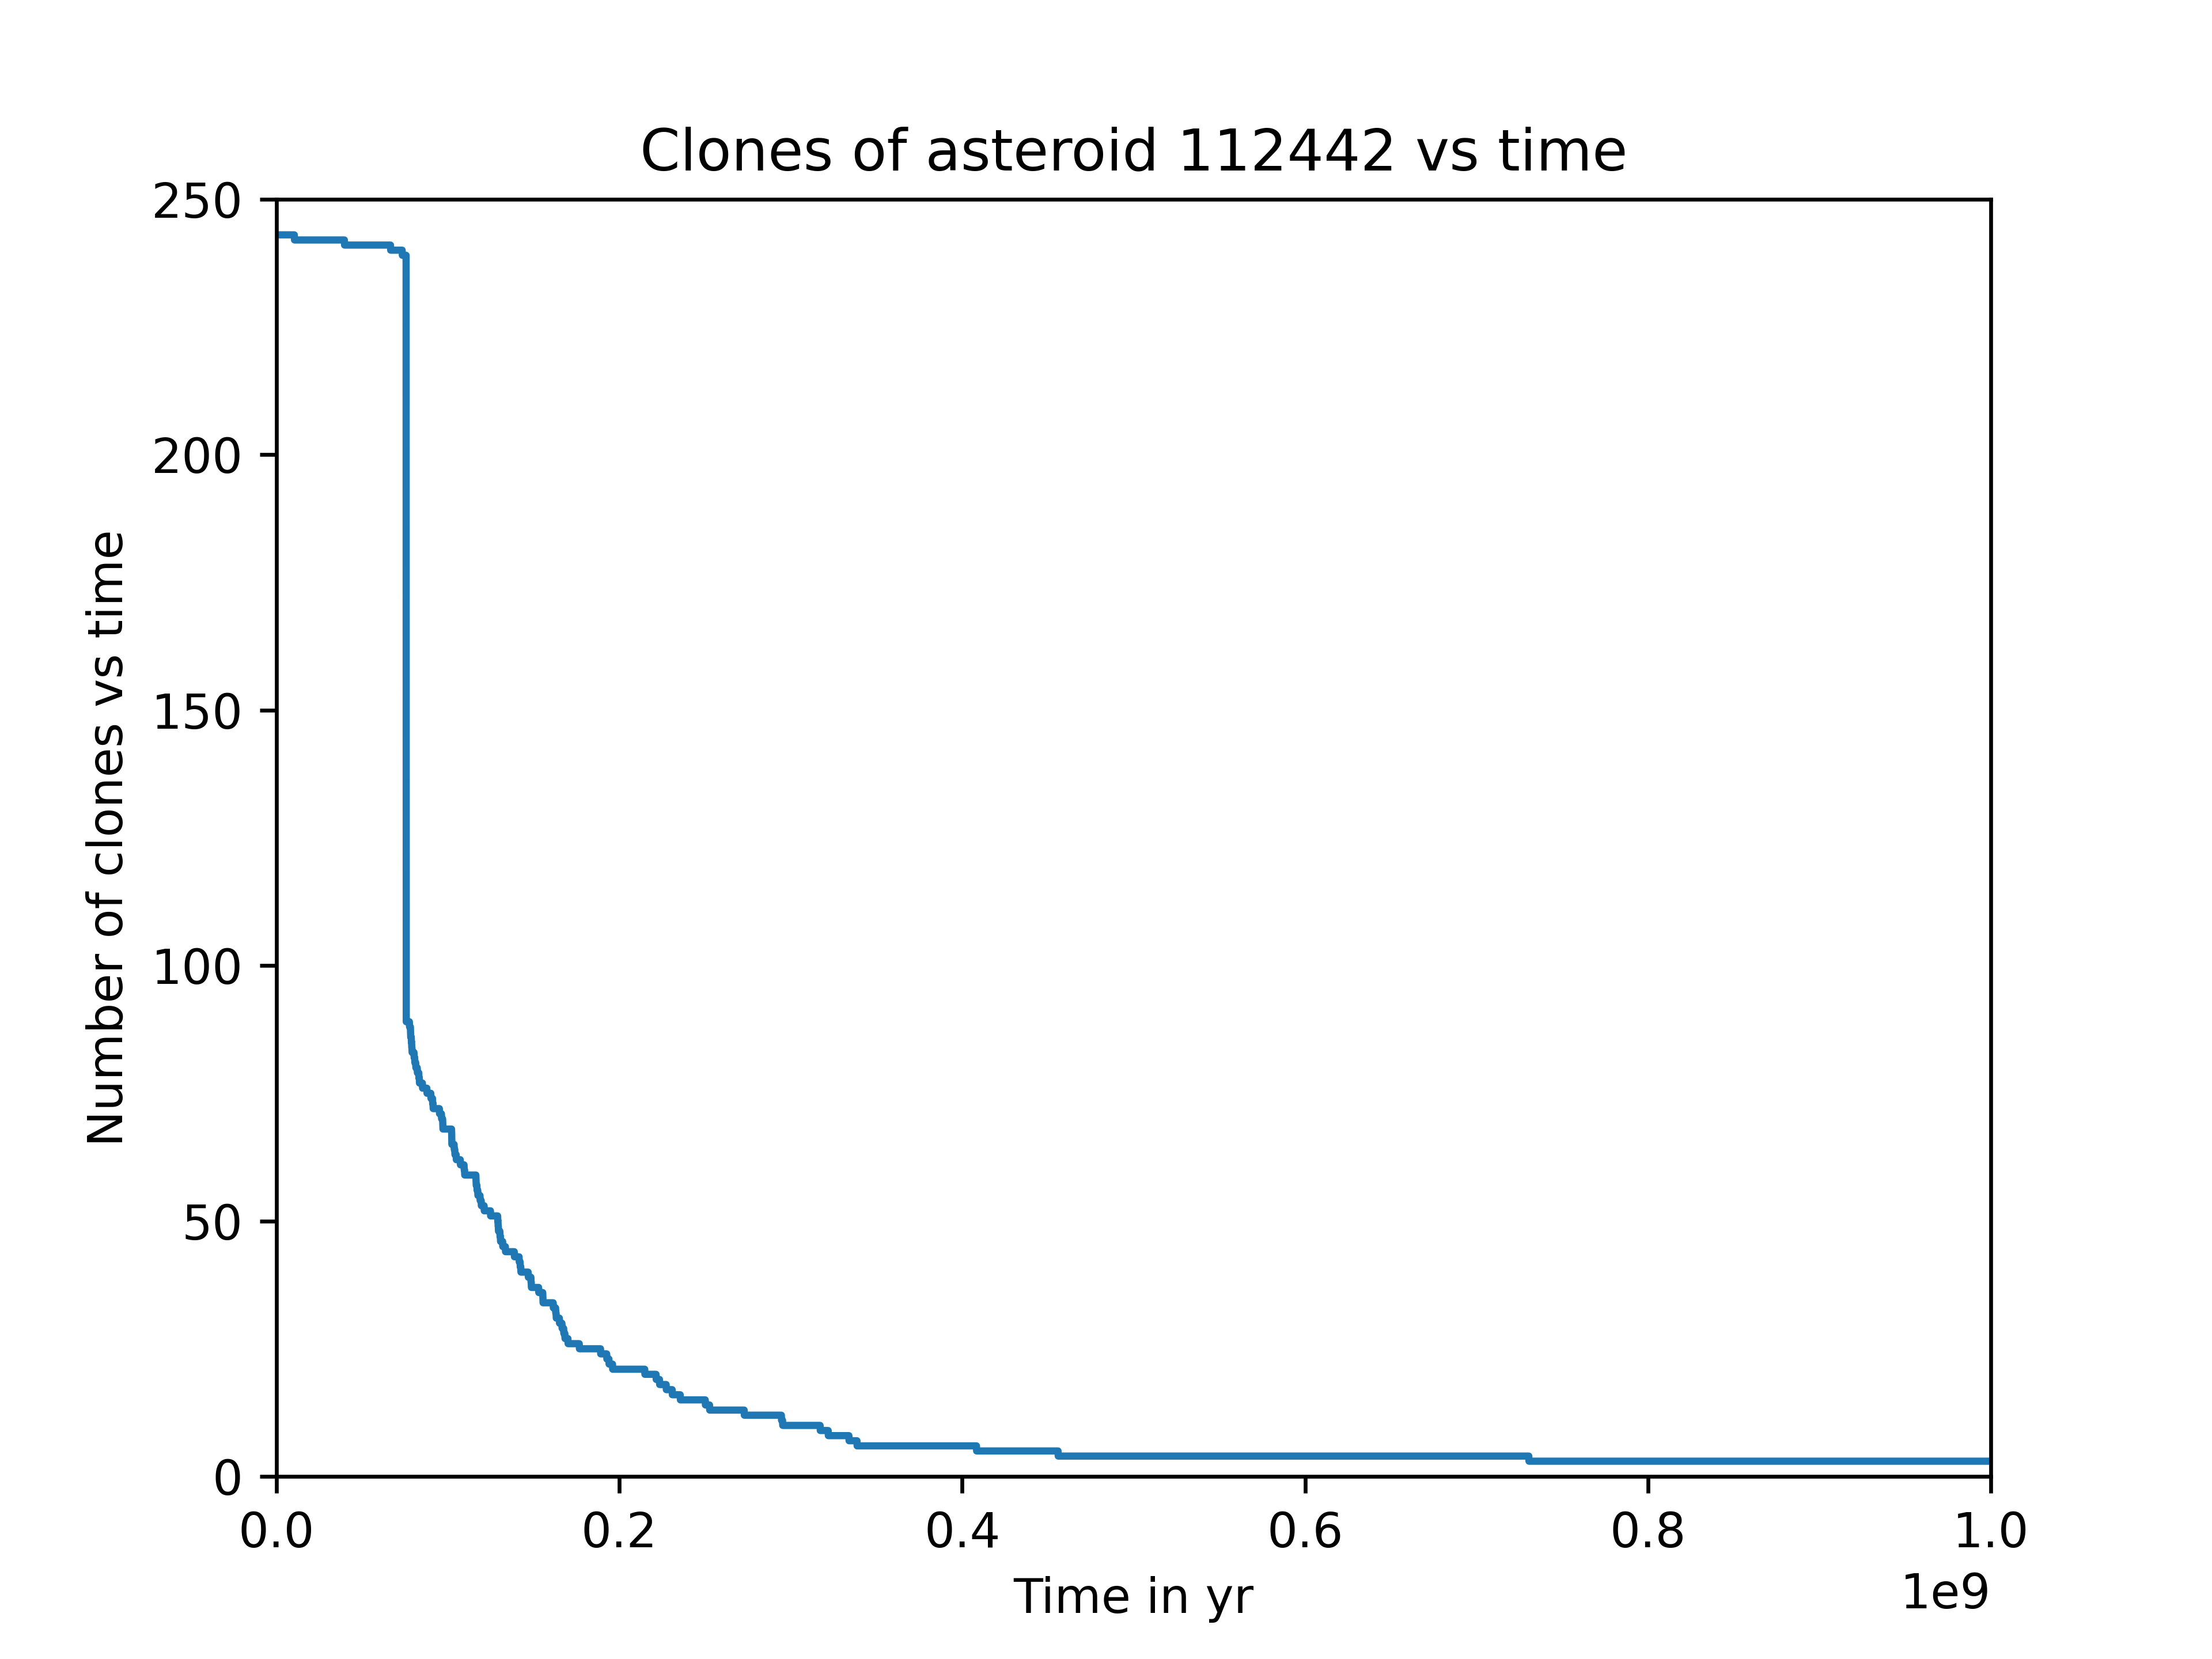 Clones of asteroid 112442 vs time
Number of clones vs time
250
200
150
100
50
0
0.0 0.2 0.4 0.6 0.8 1.0
1e9
Time in yr